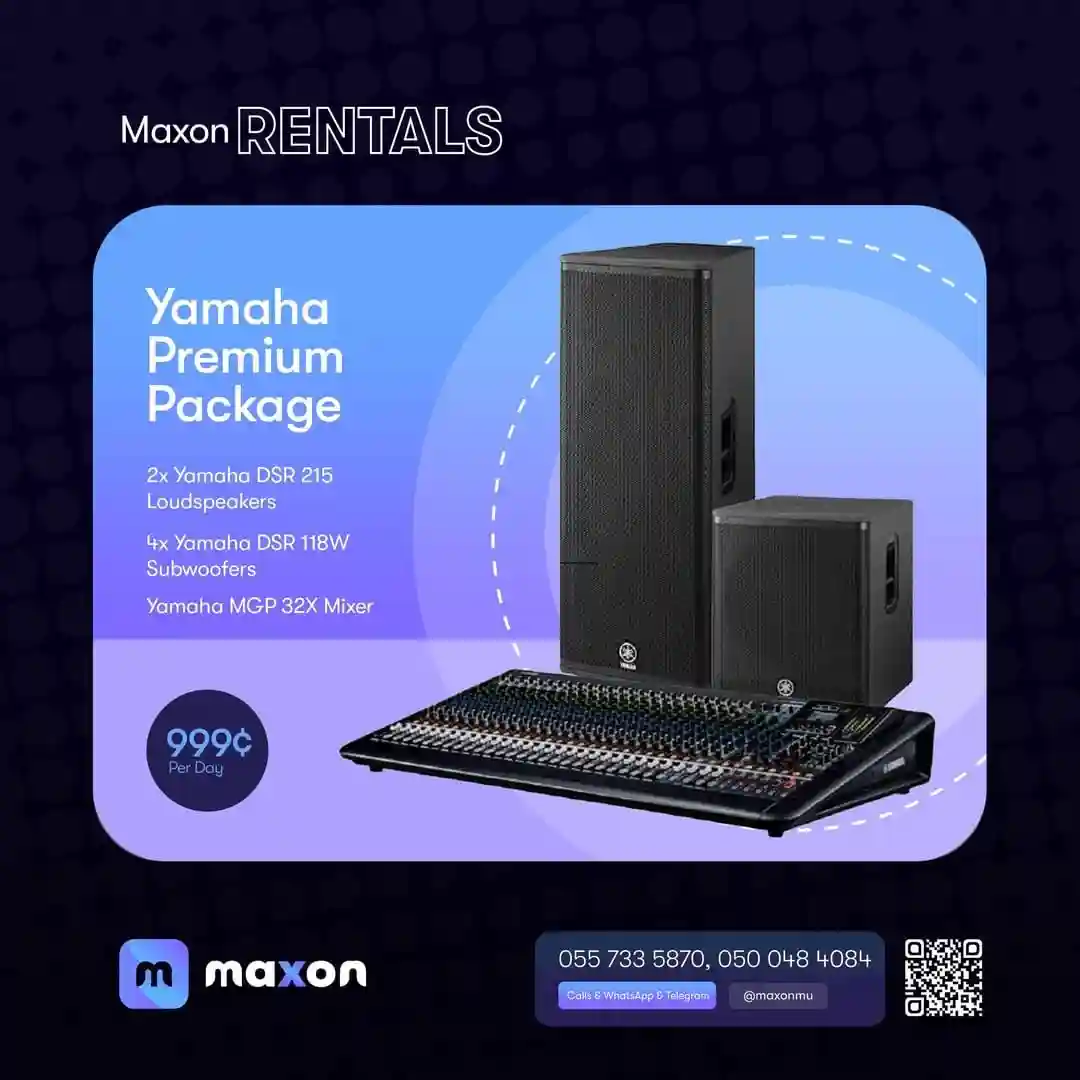 Maxon RENTALS
Yamaha
Premium
Package
2x Yamaha DSR 215
Loudspeakers
4x Yamaha DSR 118W
Subwoofers
Yamaha MGP 32X Mixer
999¢
Per Day
YAMAHA
m maxon
055 733 5870, 050 048 4084
Calls & WhatsApp & Telegram @maxonmu